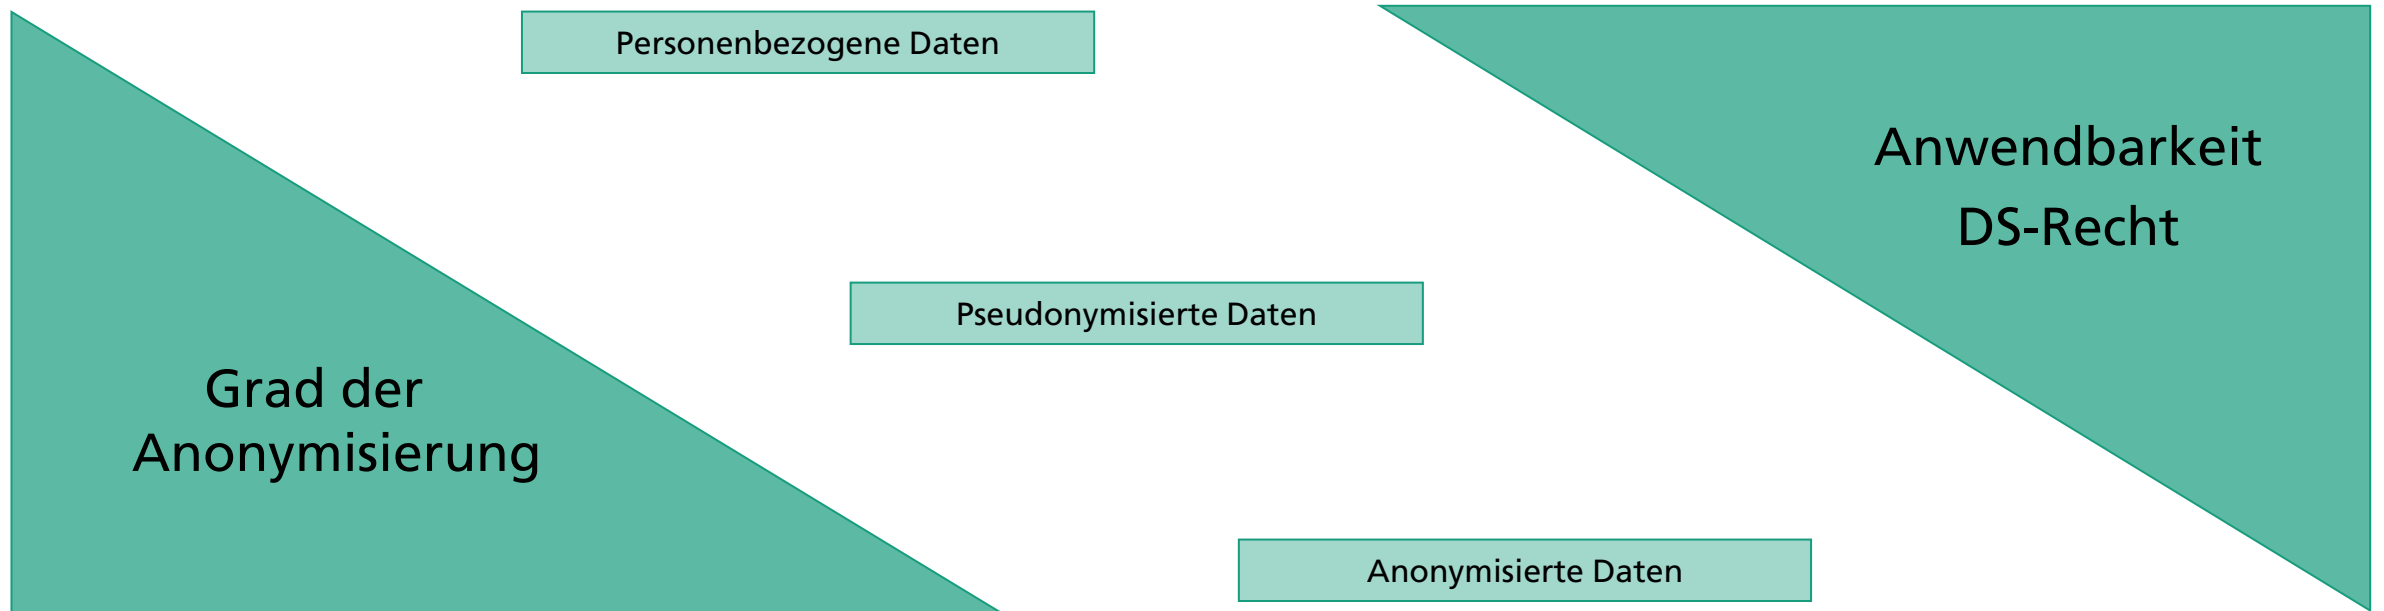 Personenbezogene Daten
Anwendbarkeit
DS-Recht
Pseudonymisierte Daten
Grad der
Anonymisierung
Anonymisierte Daten